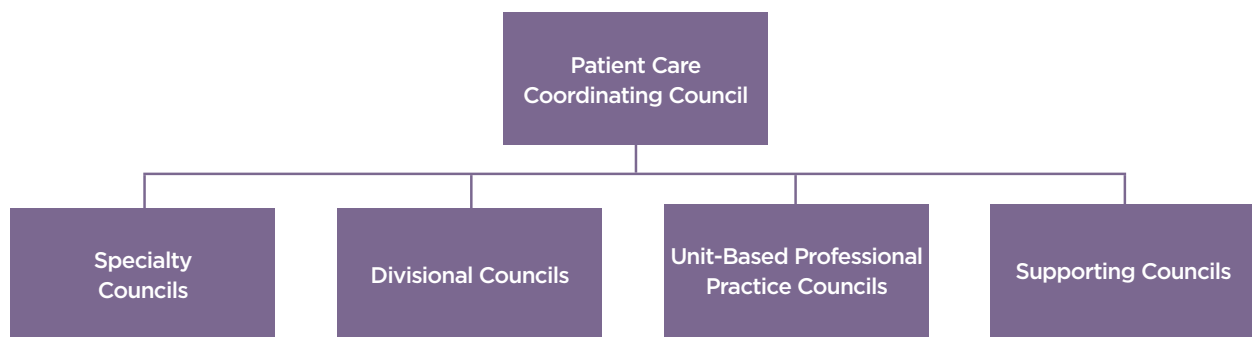 Patient Care
Coordinating Council
Specialty
Councils
Divisional Councils
Unit-Based Professional
Practice Councils
Supporting Councils